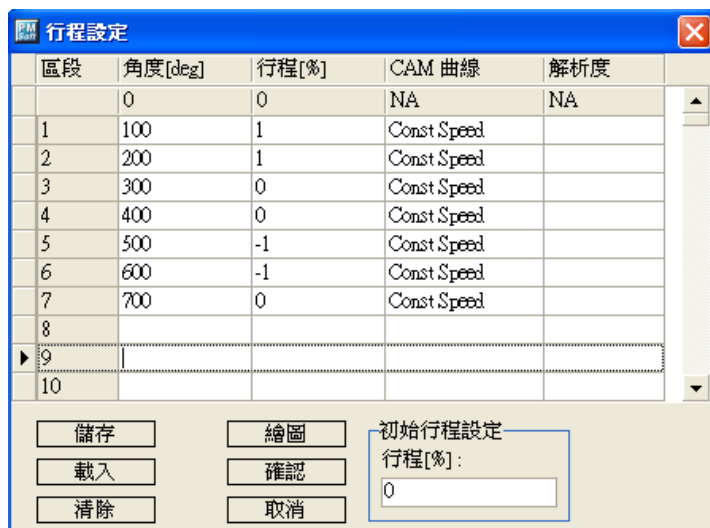 PM
Soft 行程設定
區段 角度[deg] 行程[%] CAM 曲線 解析度
0 0 NA NA
1 100 1 Const Speed
2 200 1 Const Speed
3 300 0 Const Speed
4 400 0 Const Speed
5 500 -1 Const Speed
6 600 -1 Const Speed
7 700 0 Const Speed
8
9
10
儲存 繪圖 初始行程設定
載入 確認 行程[%] :
清除 取消 0